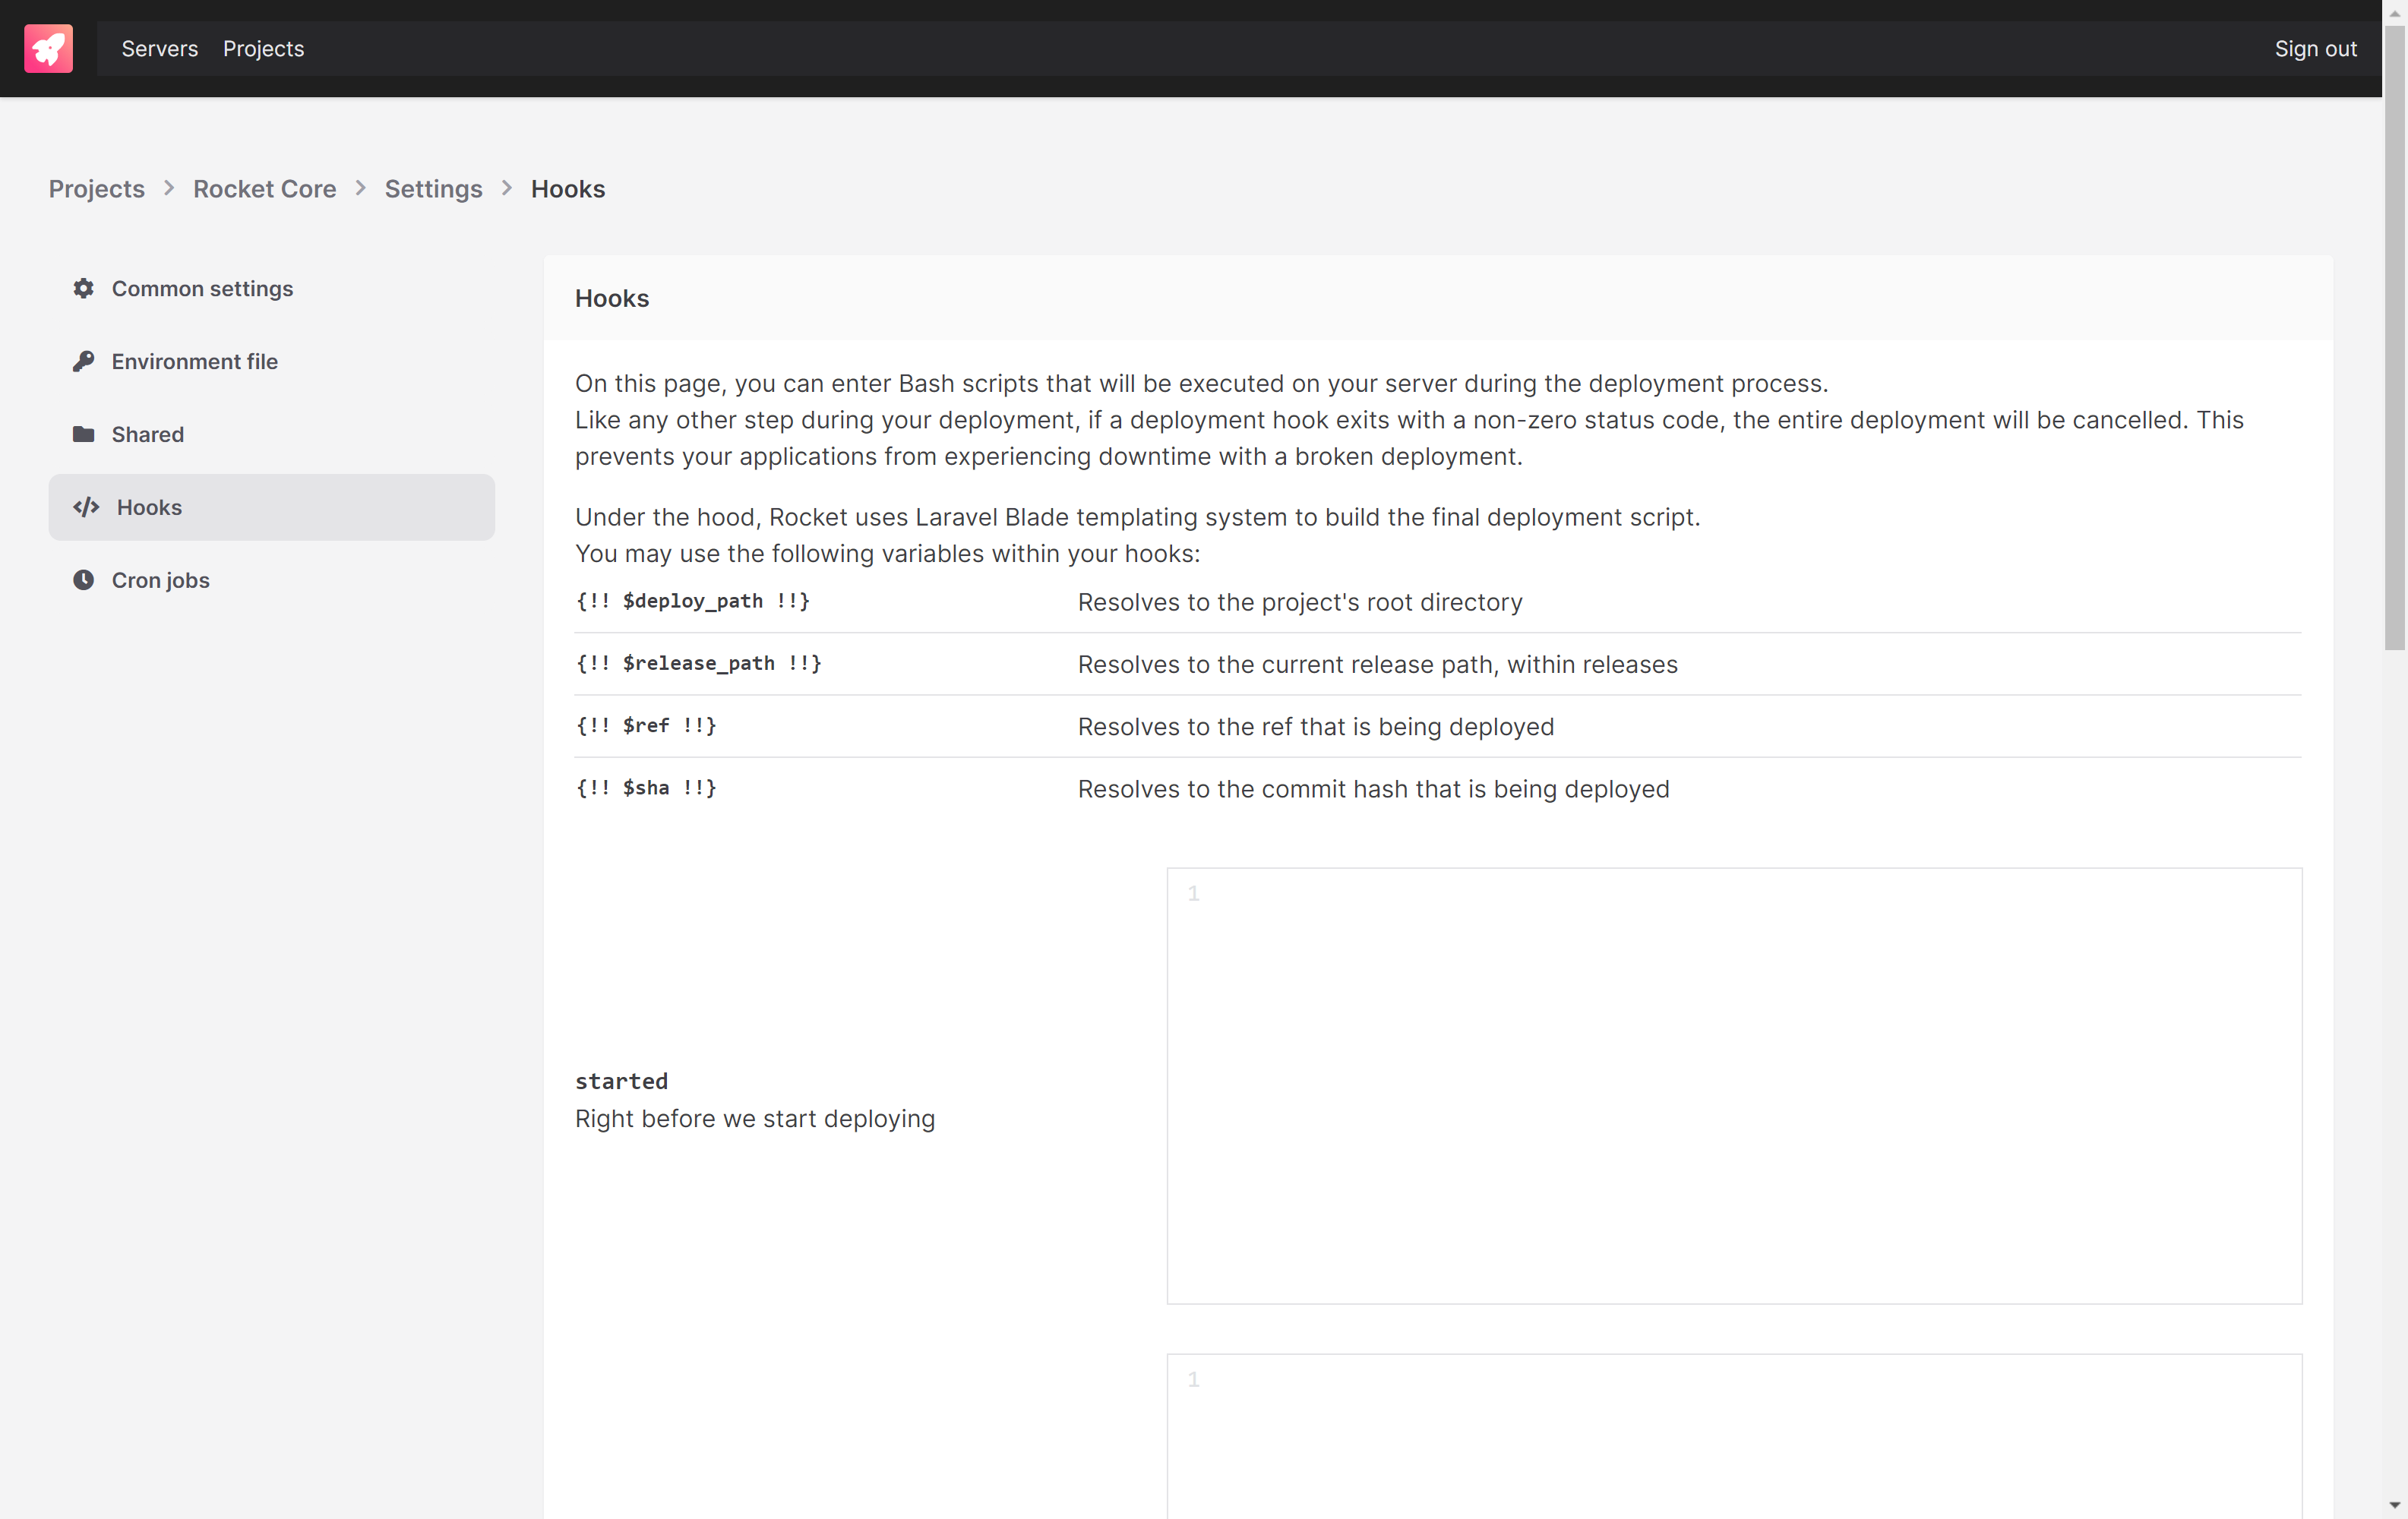 Servers Projects Sign out
Projects > Rocket Core > Settings > Hooks
Common settings
Environment file
Shared
Hooks
Cron jobs
Hooks
On this page, you can enter Bash scripts that will be executed on your server during the deployment process.
Like any other step during your deployment, if a deployment hook exits with a non-zero status code, the entire deployment will be cancelled. This
prevents your applications from experiencing downtime with a broken deployment.
Under the hood, Rocket uses Laravel Blade templating system to build the final deployment script.
You may use the following variables within your hooks:
{!! $deploy_path !!} Resolves to the project's root directory
{!! $release_path !!} Resolves to the current release path, within releases
{!! $ref !!} Resolves to the ref that is being deployed
{!! $sha !!} Resolves to the commit hash that is being deployed
1
started
Right before we start deploying
1